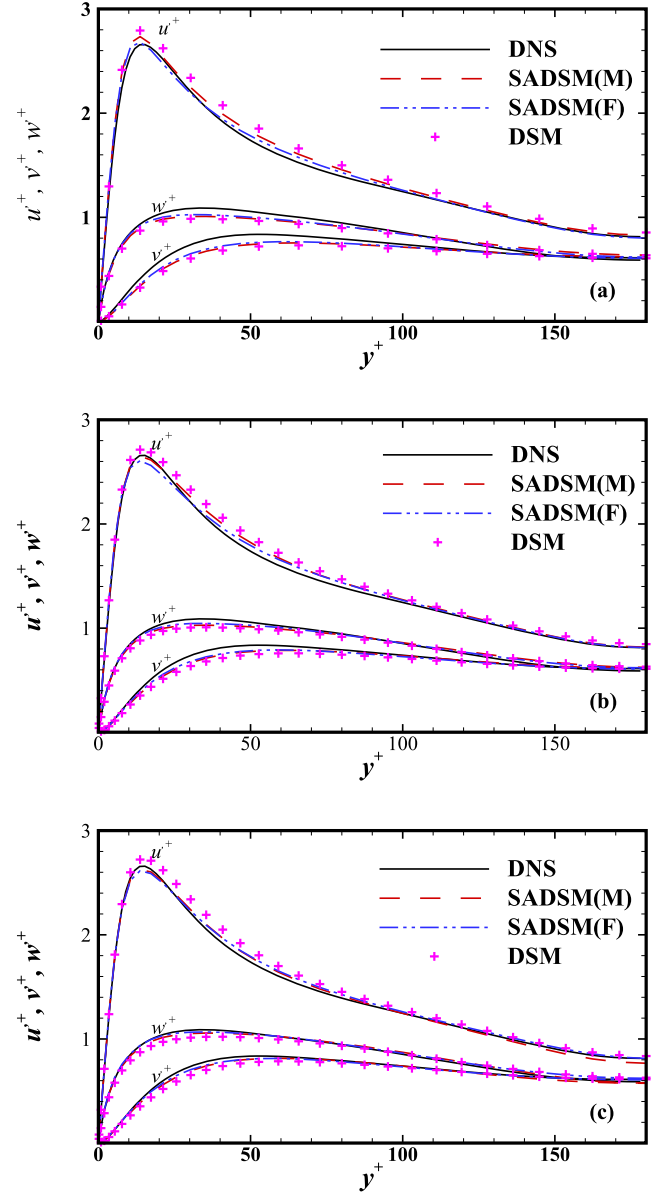 3
u'+
DNS
SADSM(M)
2
SADSM(F)
DSM
u'+, v'+, w'+
w'+
1
v'+
(a)
0
50
100
150
y+
3
u'+
DNS
SADSM(M)
2
SADSM(F)
DSM
u'+, v'+, w'+
w'+
1
v'+
(b)
0
50
100
150
y+
3
u'+
DNS
SADSM(M)
2
SADSM(F)
DSM
u'+, v'+, w'+
w'+
1
v'+
(c)
0
50
100
150
y+